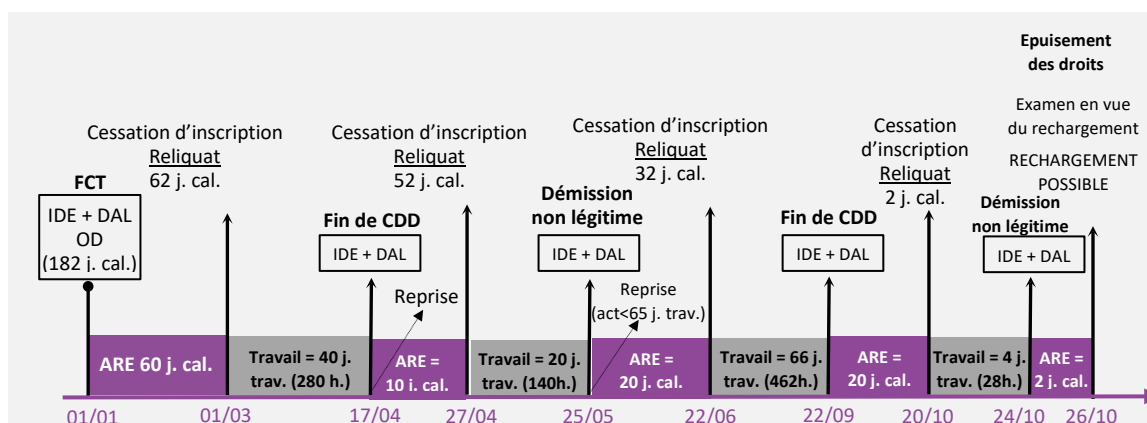 Epuisement
des droits
Examen en vue
du rechargement
RECHARGEMENT
POSSIBLE
Cessation d’inscription
Reliquat
62 j. cal.
Cessation d’inscription
Reliquat
52 j. cal.
Cessation d’inscription
Reliquat
32 j. cal.
Cessation
d’inscription
Reliquat
2 j. cal.
FCT
IDE + DAL
OD
(182 j. cal.)
Fin de CDD
IDE + DAL
Démission
non légitime
IDE + DAL
Fin de CDD
IDE + DAL
Démission
non légitime
IDE + DAL
Reprise
Reprise
(act<65 j. trav.)
ARE 60 j. cal.
Travail = 40 j.
trav. (280 h.)
ARE =
10 j. cal.
Travail = 20 j.
trav. (140h.)
ARE =
20 j. cal.
Travail = 66 j.
trav. (462h.)
ARE =
20 j. cal.
Travail = 4 j.
trav. (28h.)
ARE =
2 j. cal.
01/01
01/03
17/04
27/04
25/05
22/06
22/09
20/10
24/10
26/10